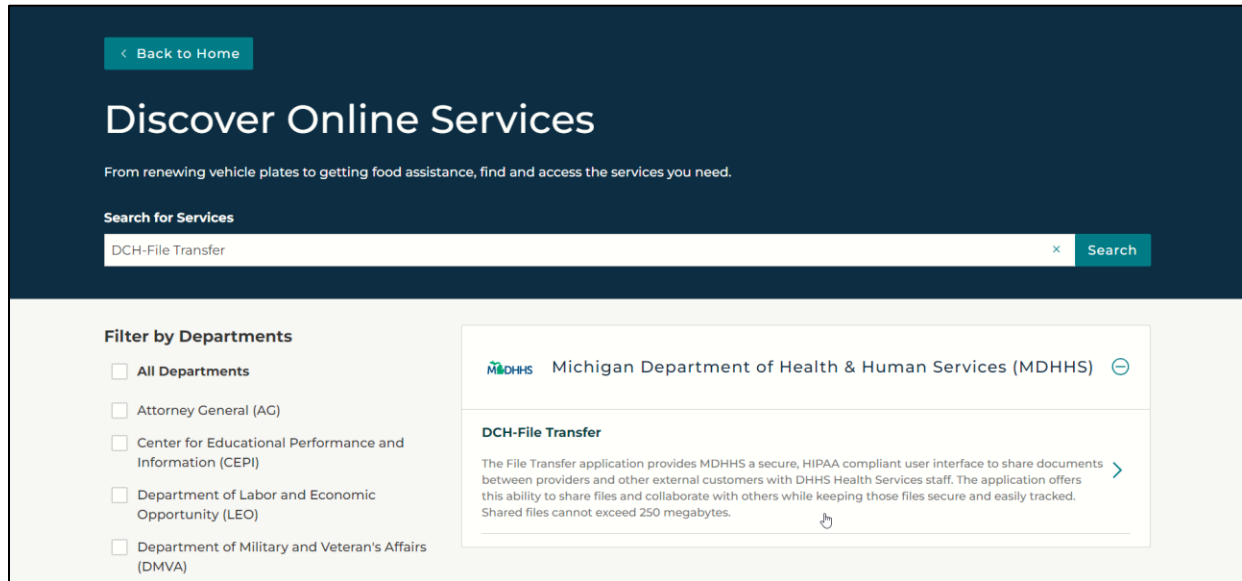 < Back to Home
Discover Online Services
From renewing vehicle plates to getting food assistance, find and access the services you need.
Search for Services
DCH-File Transfer
× Search
Filter by Departments
All Departments
Attorney General (AG)
Center for Educational Performance and
Information (CEPI)
Department of Labor and Economic
Opportunity (LEO)
Department of Military and Veteran's Affairs
(DMVA)
MDHHS
Michigan Department of Health & Human Services (MDHHS)
DCH-File Transfer
The File Transfer application provides MDHHS a secure, HIPAA compliant user interface to share documents
between providers and other external customers with DHHS Health Services staff. The application offers
this ability to share files and collaborate with others while keeping those files secure and easily tracked.
Shared files cannot exceed 250 megabytes.